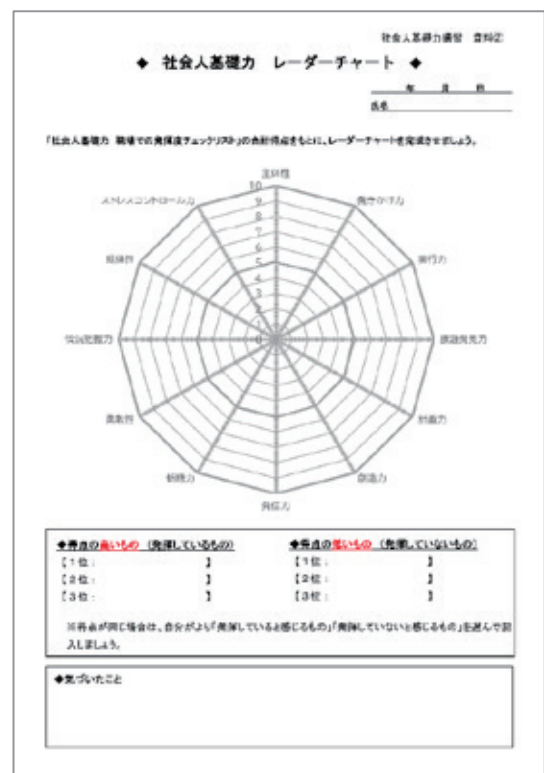 社会人基礎力講習 資料②
◆ 社会人基礎力 レーダーチャート ◆
年 月 日
氏名
「社会人基礎力 職場での発揮度チェックリスト」の合計得点をもとに、レーダーチャートを完成させましょう。
主体性
ストレスコントロール力
働きかけ力
規律性
実行力
情況把握力
課題発見力
柔軟性
計画力
傾聴力
創造力
発信力
10
9
8
7
6
5
4
3
2
1
0
◆得点の高いもの (発揮しているもの)
【1位: 】
【2位: 】
【3位: 】
◆得点の低いもの (発揮していないもの)
【1位: 】
【2位: 】
【3位: 】
※得点が同じ場合は、自分がより「発揮していると感じるもの」「発揮していないと感じるもの」を選んで記
入しましょう。
◆気づいたこと